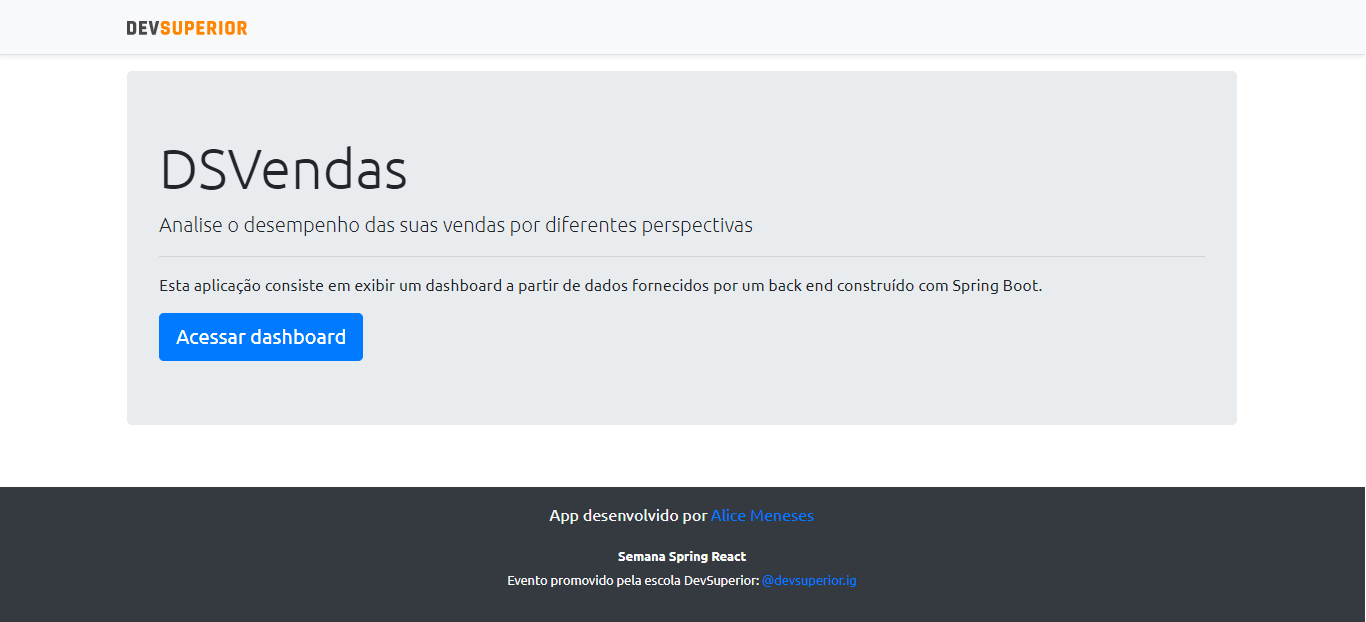 DEVSUPERIOR
DSVendas
Analise o desempenho das suas vendas por diferentes perspectivas
Esta aplicação consiste em exibir um dashboard a partir de dados fornecidos por um back end construído com Spring Boot.
Acessar dashboard
App desenvolvido por Alice Meneses
Semana Spring React
Evento promovido pela escola DevSuperior: @devsuperior.ig